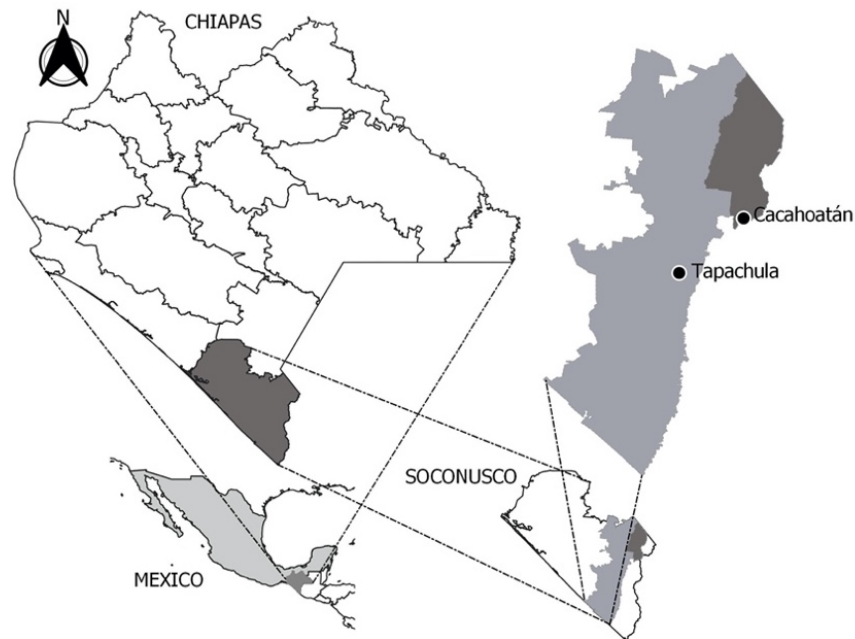 N
CHIAPAS
Cacahoatán
Tapachula
SOCONUSCO
MEXICO